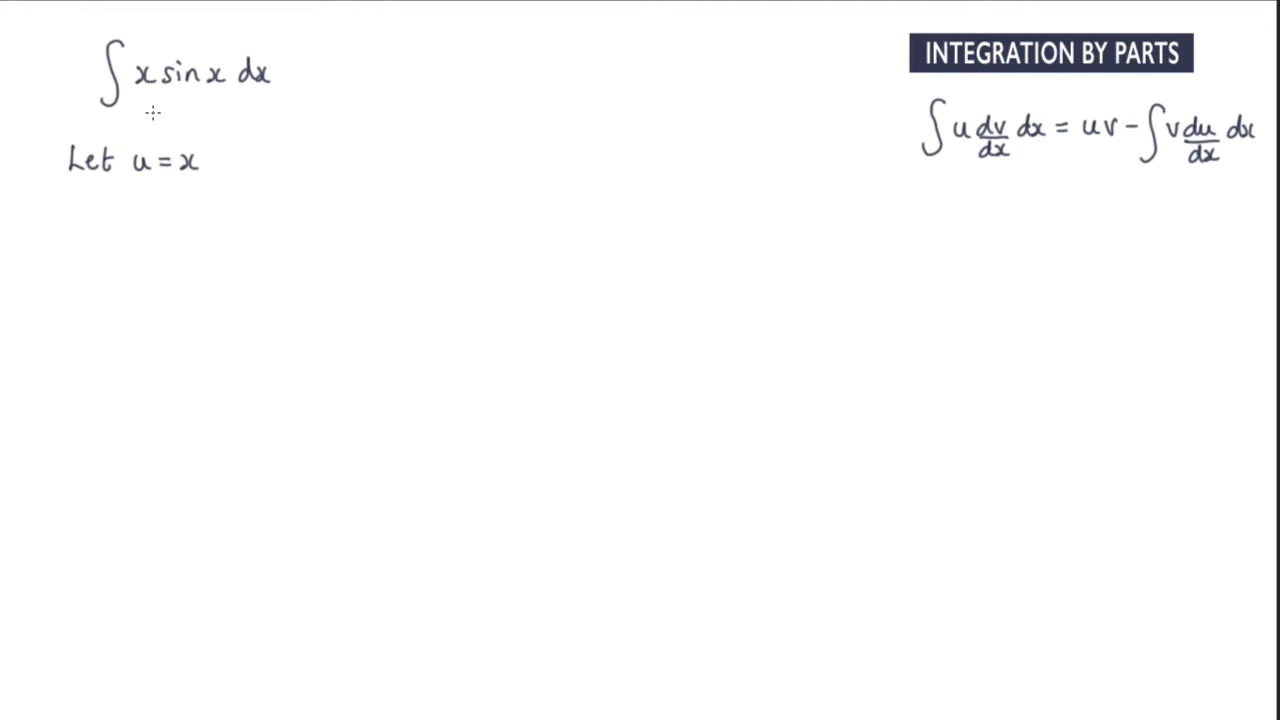 ∫ x sin x dx
INTEGRATION BY PARTS
∫ u dv/dx dx = uv - ∫ v du/dx dx
Let u = x